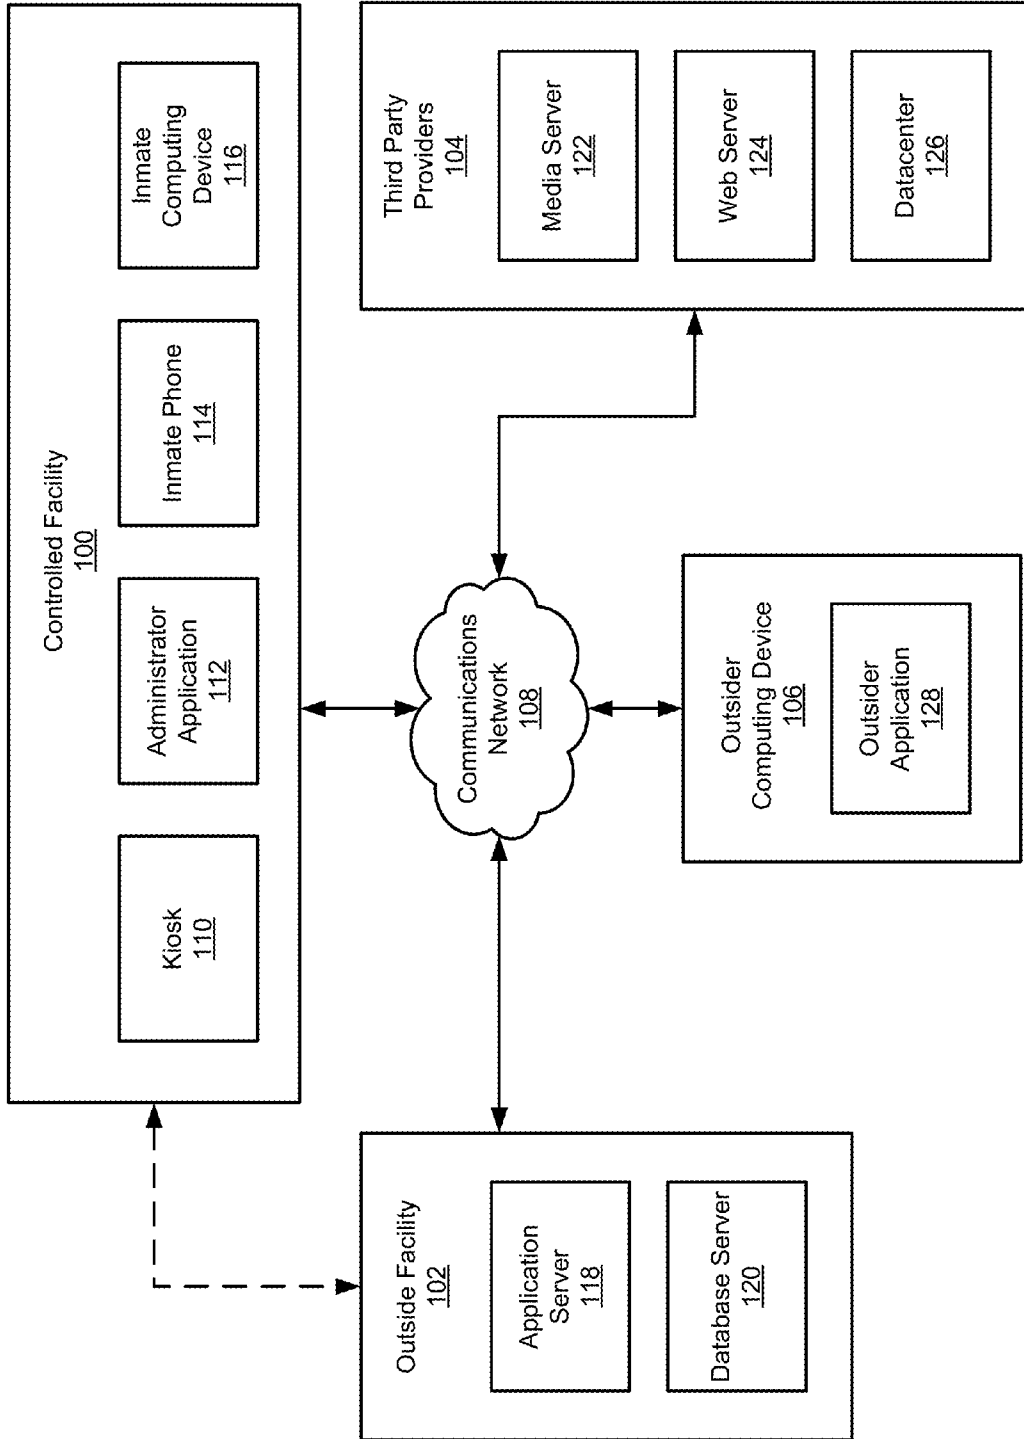 Controlled Facility
100
Kiosk
110
Administrator
Application
112
Inmate Phone
114
Inmate
Computing
Device
116
Communications
Network
108
Outside Facility
102
Application
Server
118
Database Server
120
Outsider
Computing Device
106
Outsider
Application
128
Third Party
Providers
104
Media Server
122
Web Server
124
Datacenter
126